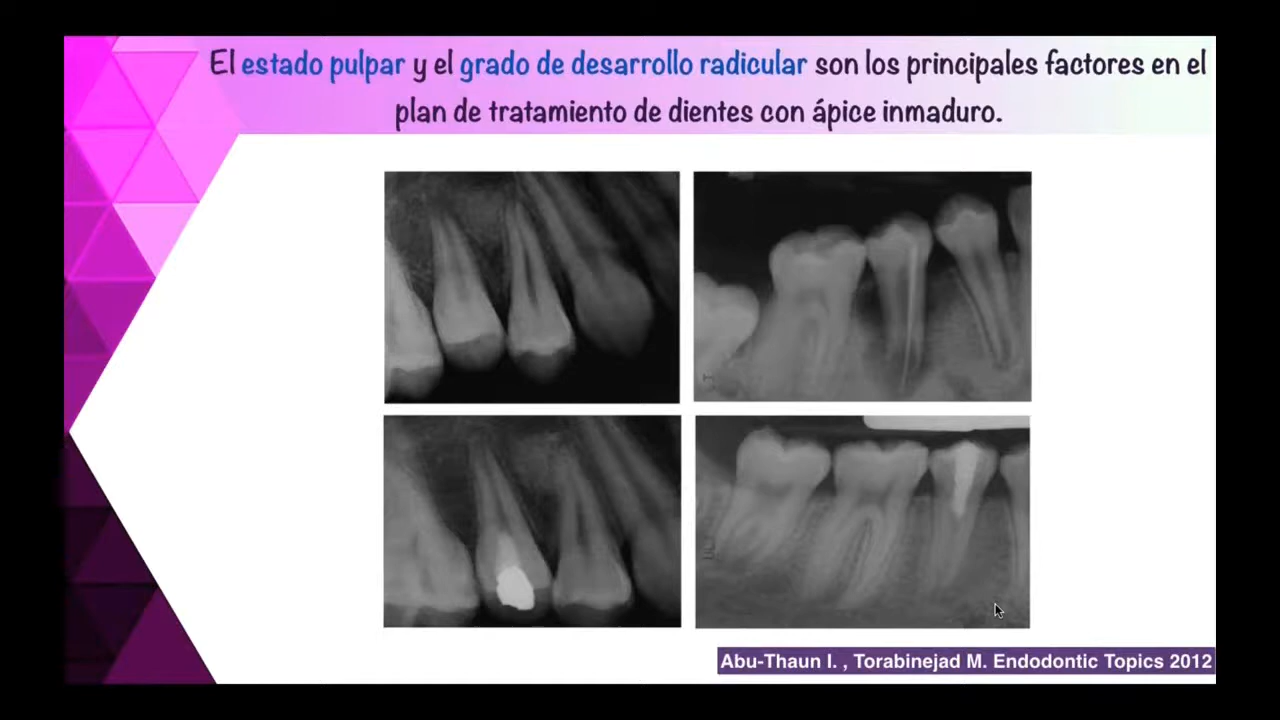 El estado pulpar y el grado de desarrollo radicular son los principales factores en el
plan de tratamiento de dientes con ápice inmaduro.
Abu-Thaun I. , Torabinejad M. Endodontic Topics 2012